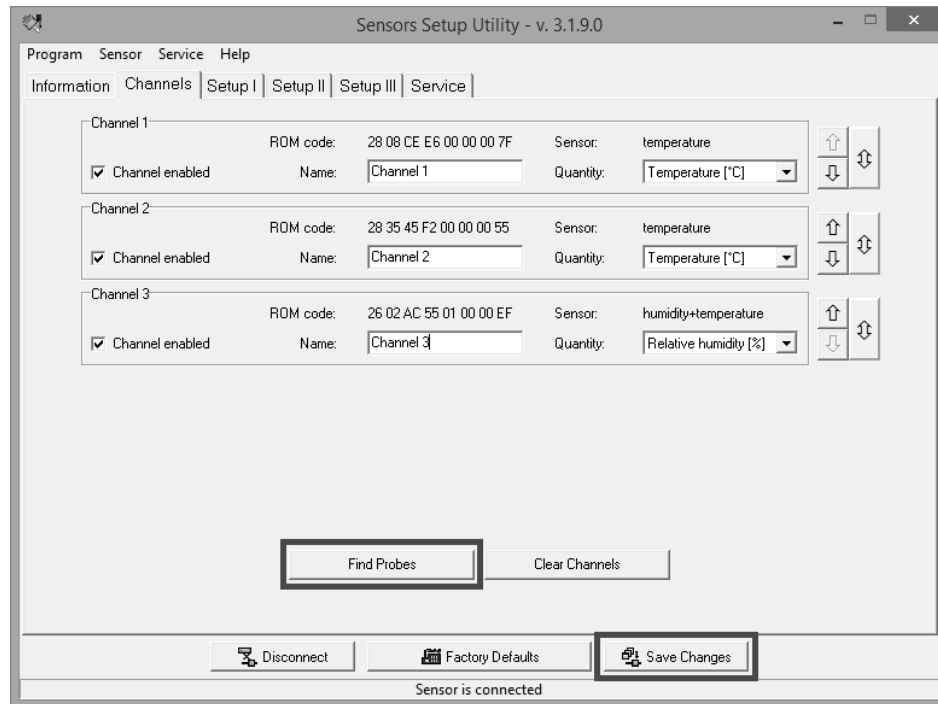 Sensors Setup Utility - v. 3.1.9.0
Program Sensor Service Help
Information Channels Setup I Setup II Setup III Service
Channel 1
ROM code: 28 08 CE E6 00 00 00 7F Sensor: temperature
Channel enabled Name: Channel 1 Quantity: Temperature [°C]
Channel 2
ROM code: 28 35 45 F2 00 00 00 55 Sensor: temperature
Channel enabled Name: Channel 2 Quantity: Temperature [°C]
Channel 3
ROM code: 26 02 AC 55 01 00 00 EF Sensor: humidity+temperature
Channel enabled Name: Channel 3 Quantity: Relative humidity [%]
Find Probes Clear Channels
Disconnect Factory Defaults Save Changes
Sensor is connected